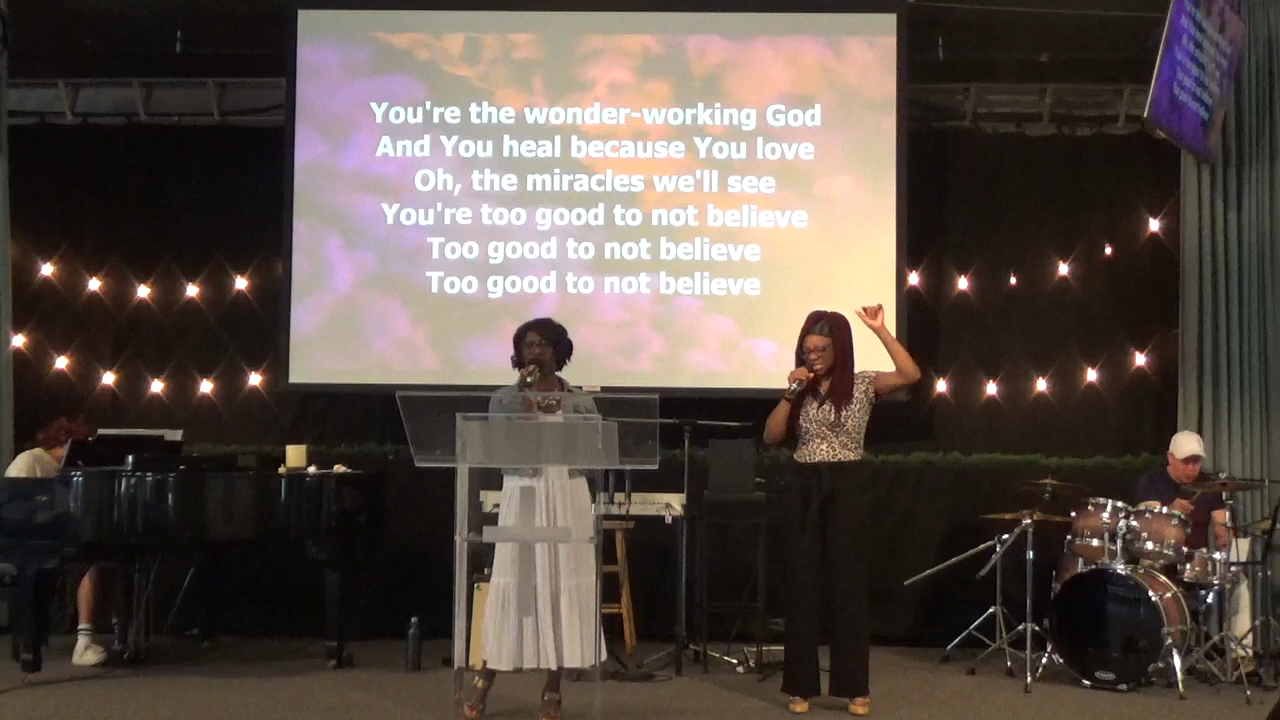 You're the wonder-working God
And You heal because You love
Oh, the miracles we'll see
You're too good to not believe
Too good to not believe
Too good to not believe